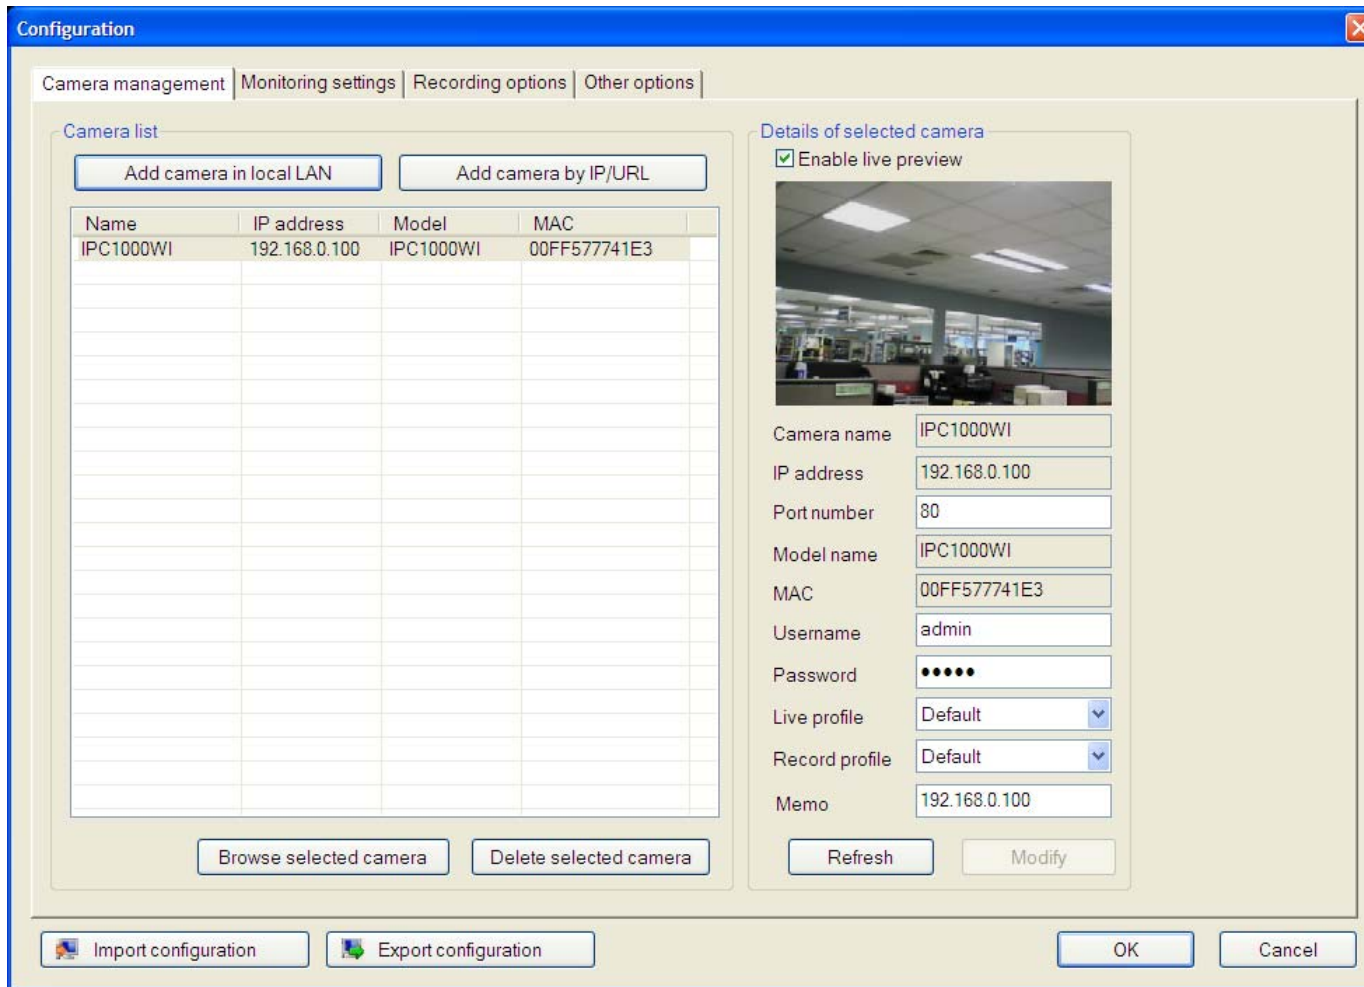 Configuration
Camera management Monitoring settings Recording options Other options
Camera list
Add camera in local LAN Add camera by IP/URL
Name IP address Model MAC
IPC1000WI 192.168.0.100 IPC1000WI 00FF577741E3
Browse selected camera Delete selected camera
Details of selected camera
Enable live preview
Camera name IPC1000WI
IP address 192.168.0.100
Port number 80
Model name IPC1000WI
MAC 00FF577741E3
Username admin
Password •••••
Live profile Default
Record profile Default
Memo 192.168.0.100
Refresh Modify
Import configuration Export configuration OK Cancel